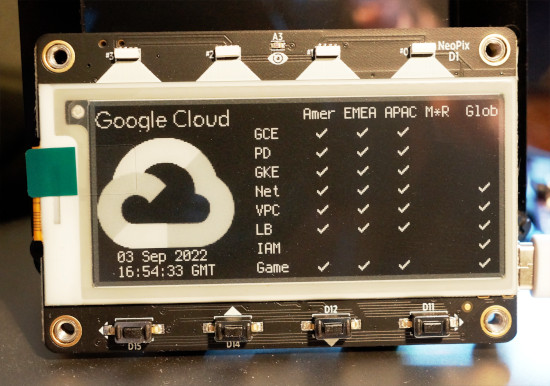 #3 #2 A3 #1 #0 NeoPix
D1
Google Cloud
Amer EMEA APAC M*R Glob
GCE ✓ ✓ ✓
PD ✓ ✓ ✓
GKE ✓ ✓ ✓
Net ✓ ✓ ✓ ✓
VPC ✓ ✓ ✓ ✓
LB ✓ ✓ ✓ ✓
IAM ✓
Game ✓ ✓ ✓ ✓
03 Sep 2022
16:54:33 GMT
D15 D14 D12 D11